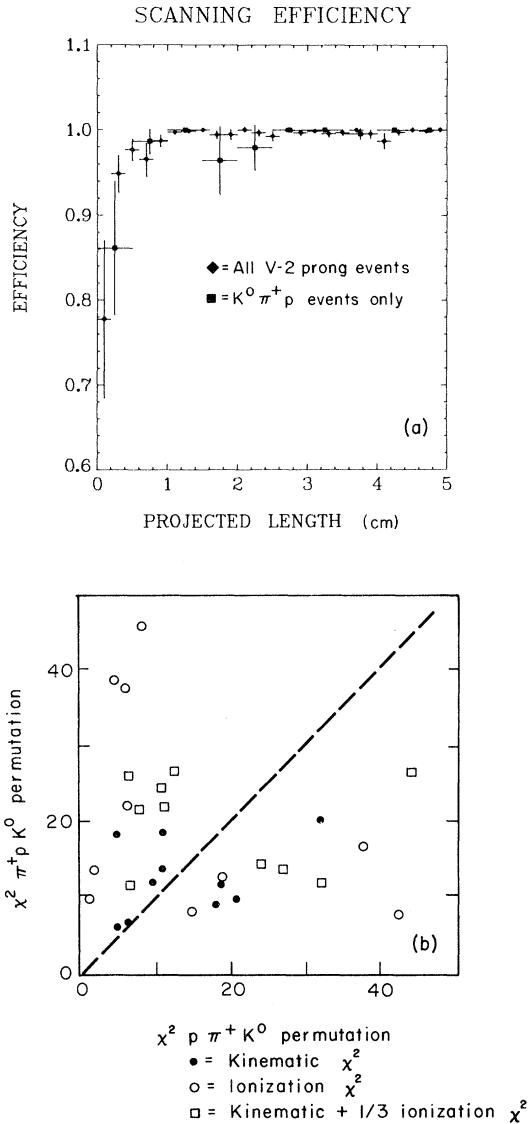 SCANNING EFFICIENCY
1.1
1.0
0.9
0.8
0.7
0.6
EFFICIENCY
◆ = All V-2 prong events
■ = K⁰ π⁺ p events only
(a)
0 1 2 3 4 5
PROJECTED LENGTH (cm)
40
20
0
χ² π⁺ p K⁰ permutation
(b)
0 20 40
χ² p π⁺ K⁰ permutation
● = Kinematic χ²
○ = Ionization χ²
□ = Kinematic + 1/3 ionization χ²